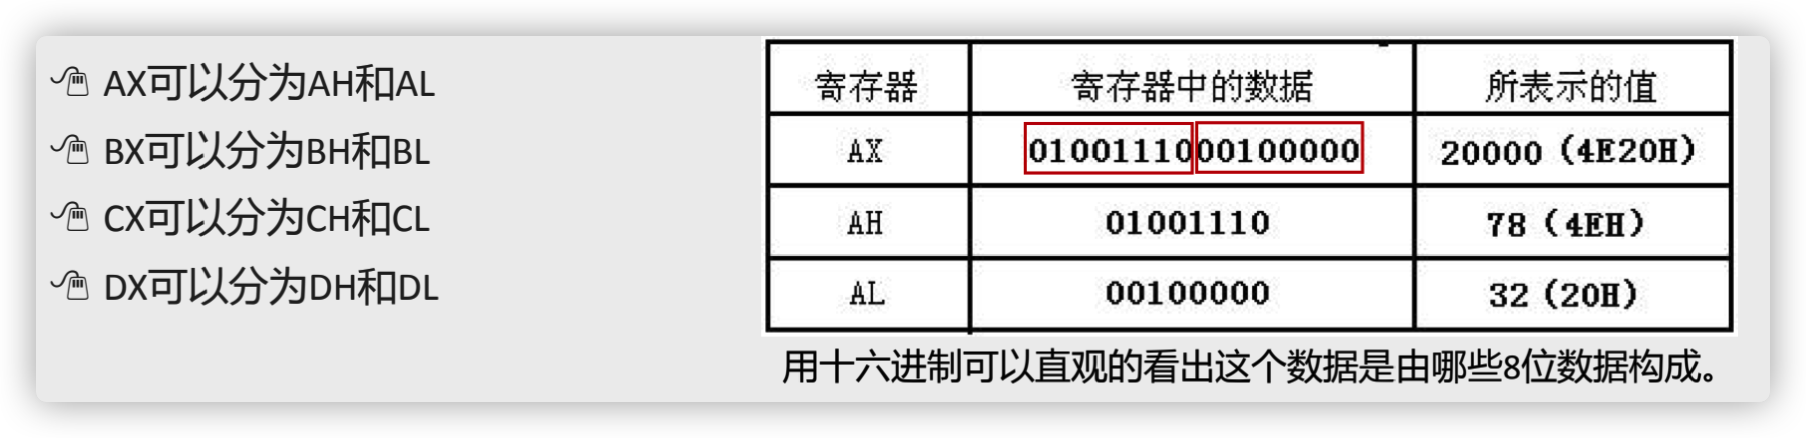 AX可以分为AH和AL
BX可以分为BH和BL
CX可以分为CH和CL
DX可以分为DH和DL
寄存器 寄存器中的数据 所表示的值
AX 0100111000100000 20000（4E20H）
AH 01001110 78（4EH）
AL 00100000 32（20H）
用十六进制可以直观的看出这个数据是由哪些8位数据构成。